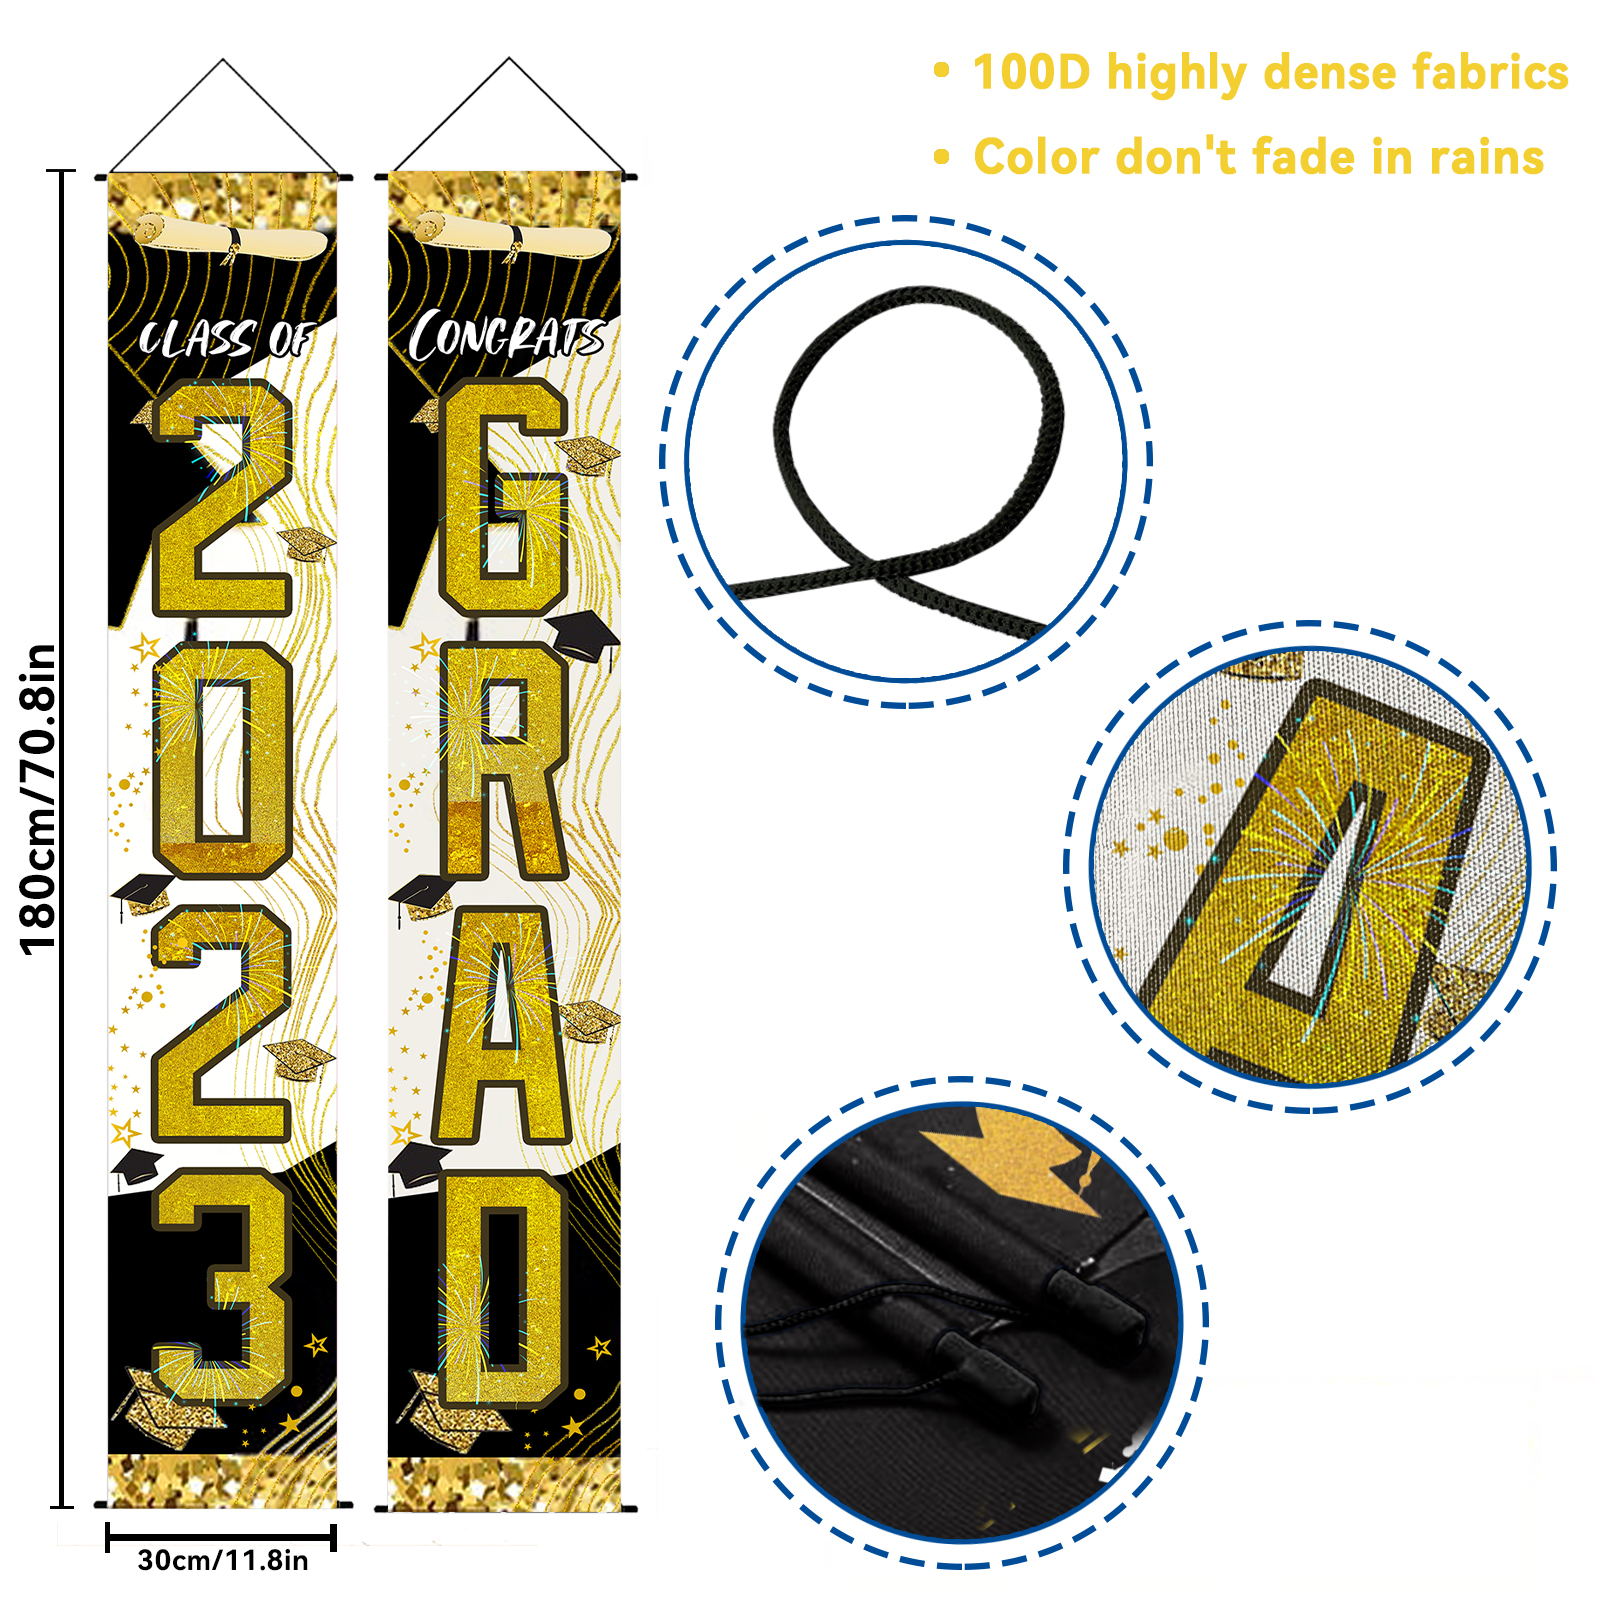 • 100D highly dense fabrics
• Color don't fade in rains
CLASS OF
2
0
2
3
CONGRATS
G
R
A
D
180cm/70.8in
30cm/11.8in